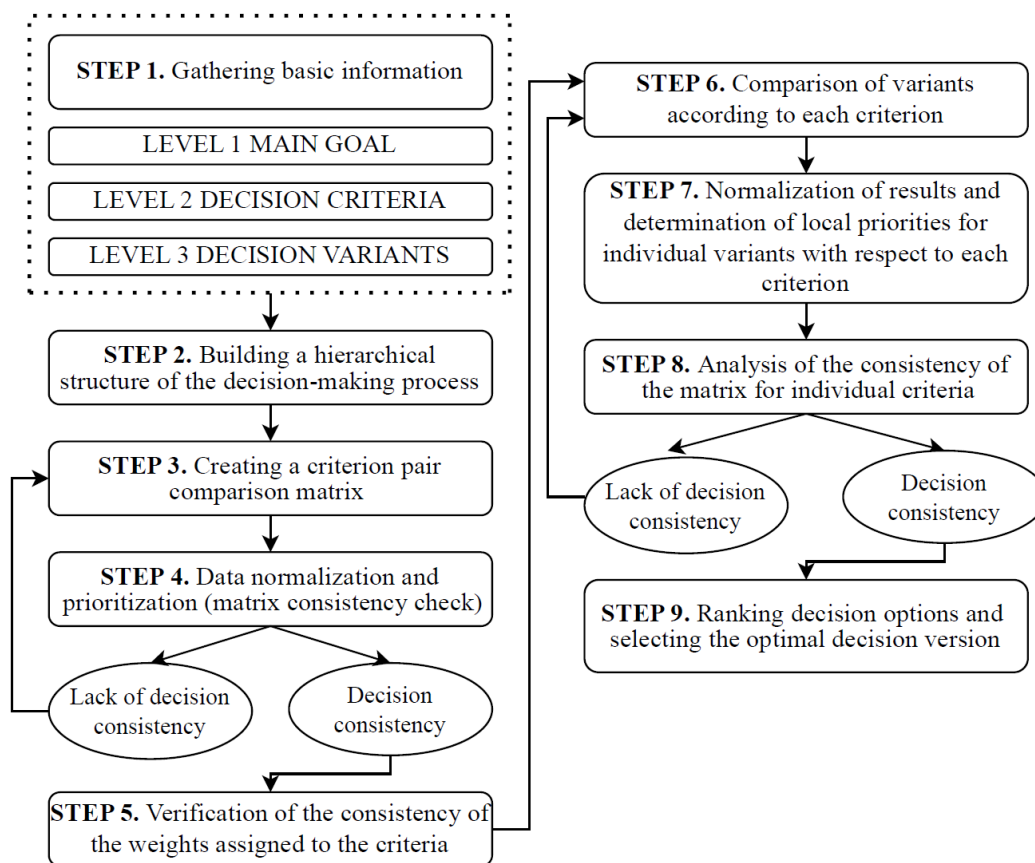 STEP 1. Gathering basic information
LEVEL 1 MAIN GOAL
LEVEL 2 DECISION CRITERIA
LEVEL 3 DECISION VARIANTS
STEP 2. Building a hierarchical
structure of the decision-making process
STEP 3. Creating a criterion pair
comparison matrix
STEP 4. Data normalization and
prioritization (matrix consistency check)
Lack of decision
consistency
Decision
consistency
STEP 5. Verification of the consistency of
the weights assigned to the criteria
STEP 6. Comparison of variants
according to each criterion
STEP 7. Normalization of results and
determination of local priorities for
individual variants with respect to each
criterion
STEP 8. Analysis of the consistency of
the matrix for individual criteria
Lack of decision
consistency
Decision
consistency
STEP 9. Ranking decision options and
selecting the optimal decision version